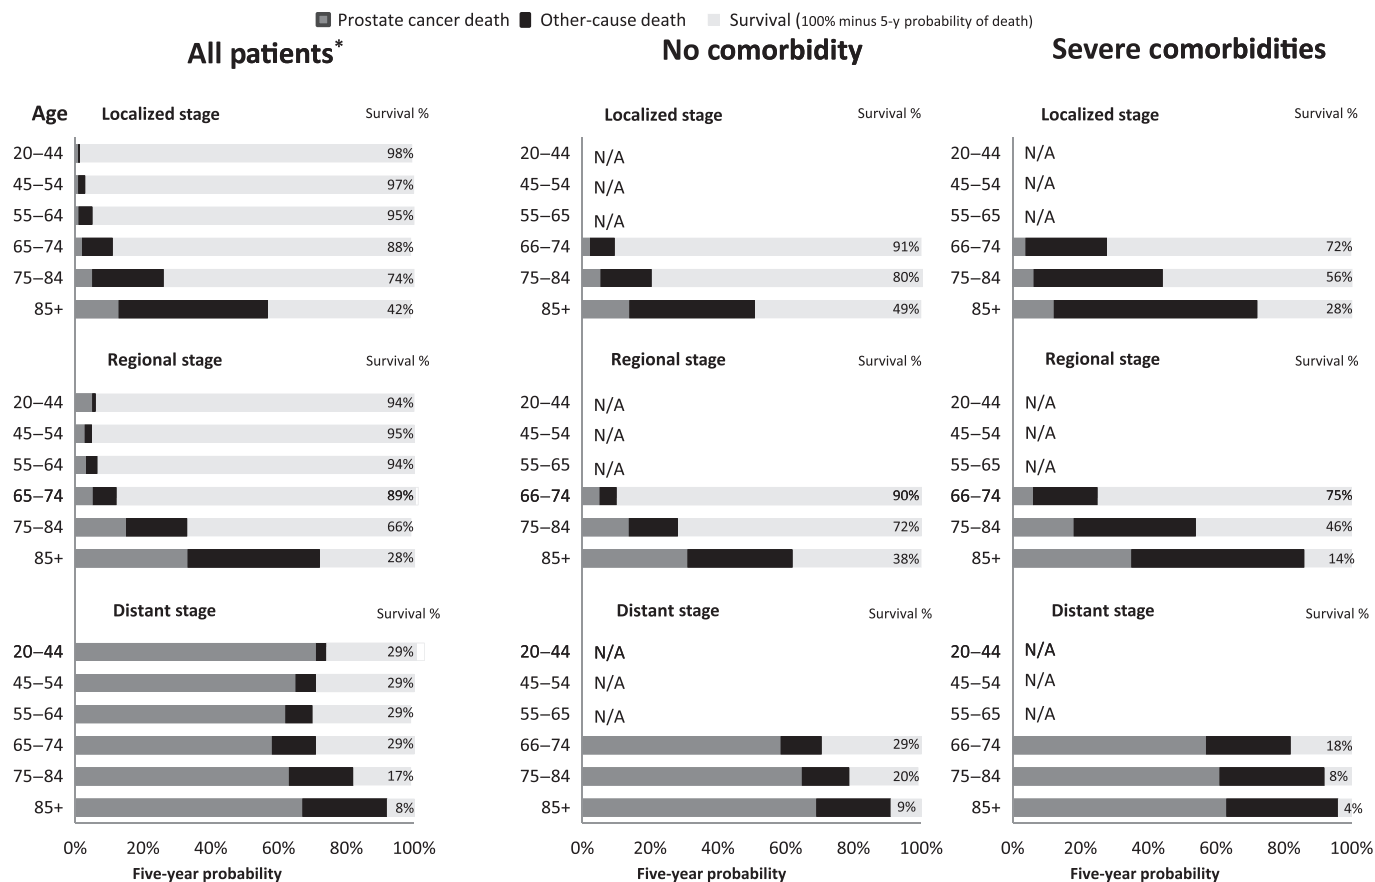 Prostate cancer death Other-cause death Survival (100% minus 5-y probability of death)
All patients* No comorbidity Severe comorbidities
Age Localized stage Survival % Localized stage Survival % Localized stage Survival %
20–44 98% 20–44 N/A 20–44 N/A
45–54 97% 45–54 N/A 45–54 N/A
55–64 95% 55–65 N/A 55–65 N/A
65–74 88% 66–74 91% 66–74 72%
75–84 74% 75–84 80% 75–84 56%
85+ 42% 85+ 49% 85+ 28%
Regional stage Survival % Regional stage Survival % Regional stage Survival %
20–44 94% 20–44 N/A 20–44 N/A
45–54 95% 45–54 N/A 45–54 N/A
55–64 94% 55–65 N/A 55–65 N/A
65–74 89% 66–74 90% 66–74 75%
75–84 66% 75–84 72% 75–84 46%
85+ 28% 85+ 38% 85+ 14%
Distant stage Survival % Distant stage Survival % Distant stage Survival %
20–44 29% 20–44 N/A 20–44 N/A
45–54 29% 45–54 N/A 45–54 N/A
55–64 29% 55–65 N/A 55–65 N/A
65–74 29% 66–74 29% 66–74 18%
75–84 17% 75–84 20% 75–84 8%
85+ 8% 85+ 9% 85+ 4%
0% 20% 40% 60% 80% 100% 0% 20% 40% 60% 80% 100% 0% 20% 40% 60% 80% 100%
Five-year probability Five-year probability Five-year probability